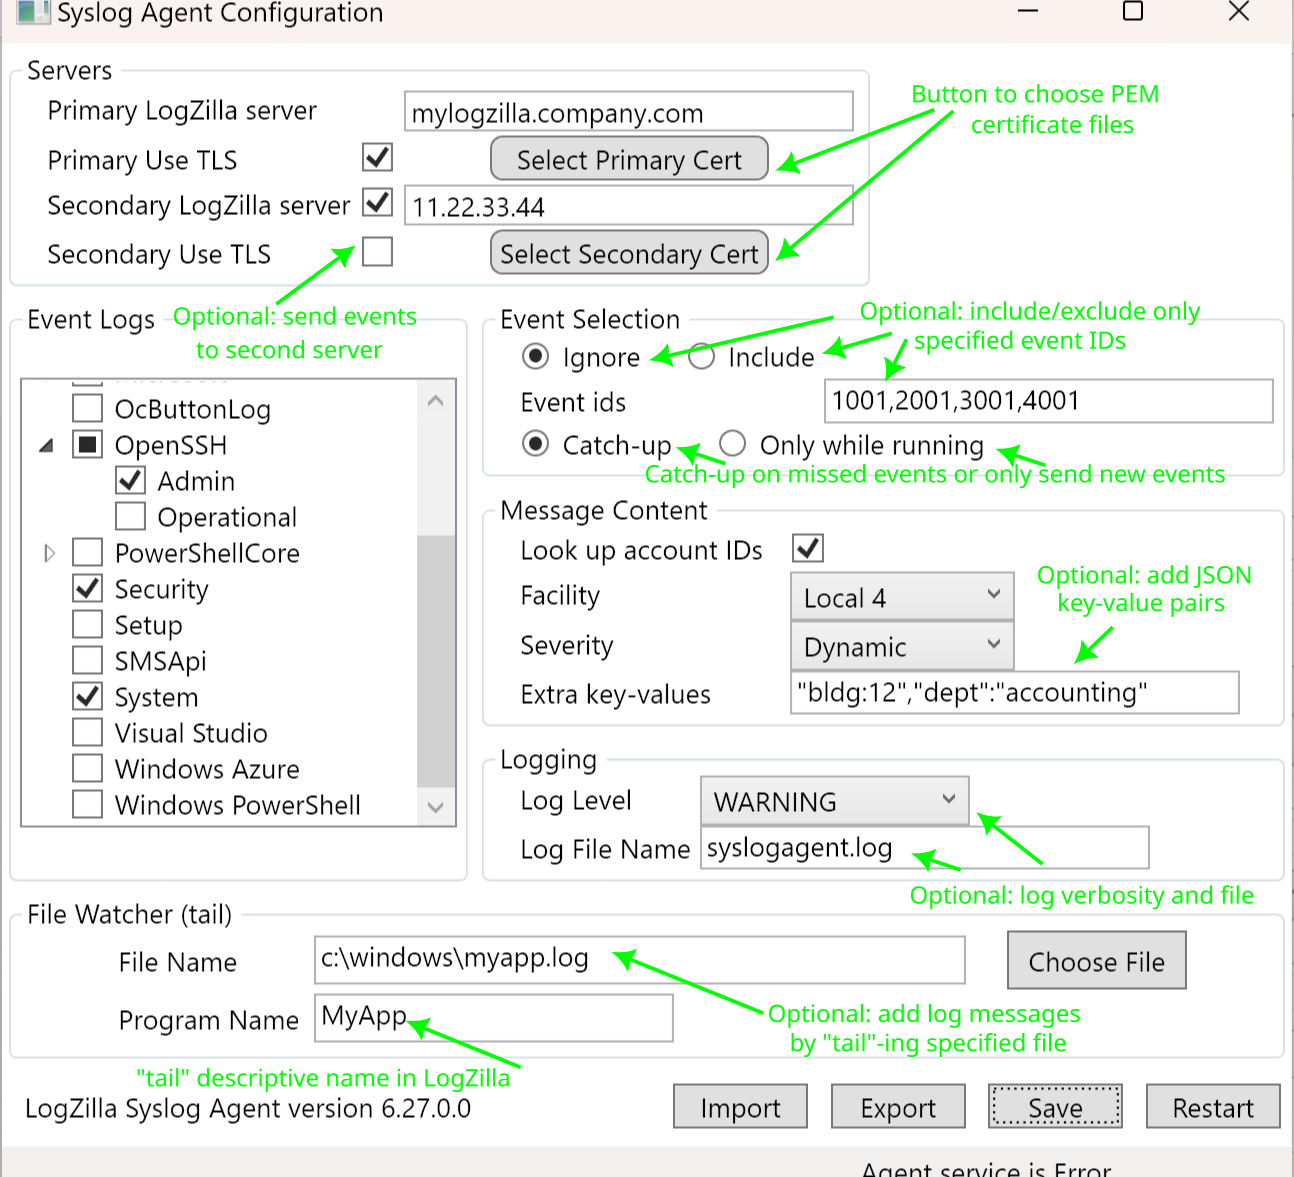 Syslog Agent Configuration
Servers
Primary LogZilla server
mylogzilla.company.com
Button to choose PEM
certificate files
Primary Use TLS
Select Primary Cert
Secondary LogZilla server
11.22.33.44
Secondary Use TLS
Select Secondary Cert
Optional: send events
to second server
Event Logs
OcButtonLog
OpenSSH
Admin
Operational
PowerShellCore
Security
Setup
SMSApi
System
Visual Studio
Windows Azure
Windows PowerShell
Event Selection
Optional: include/exclude only
specified event IDs
Ignore
Include
Event ids
1001,2001,3001,4001
Catch-up
Only while running
Catch-up on missed events or only send new events
Message Content
Look up account IDs
Facility
Local 4
Optional: add JSON
key-value pairs
Severity
Dynamic
Extra key-values
"bldg:12","dept":"accounting"
Logging
Log Level
WARNING
Log File Name
syslogagent.log
Optional: log verbosity and file
File Watcher (tail)
File Name
c:\windows\myapp.log
Choose File
Program Name
MyApp
Optional: add log messages
by "tail"-ing specified file
"tail" descriptive name in LogZilla
LogZilla Syslog Agent version 6.27.0.0
Import
Export
Save
Restart
Agent service is Error